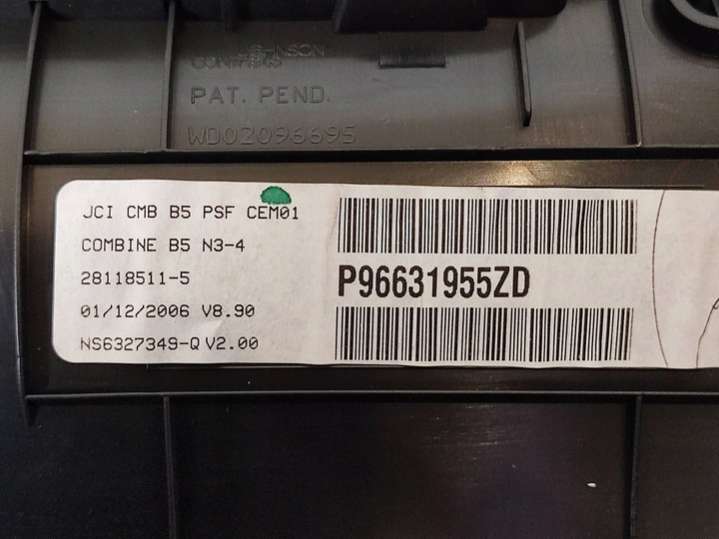 PAT. PEND.
WD02096695
JCI CMB B5 PSF CEM01
COMBINE B5 N3-4
28118511-5
01/12/2006 V8.90
NS6327349-Q V2.00
P96631955ZD